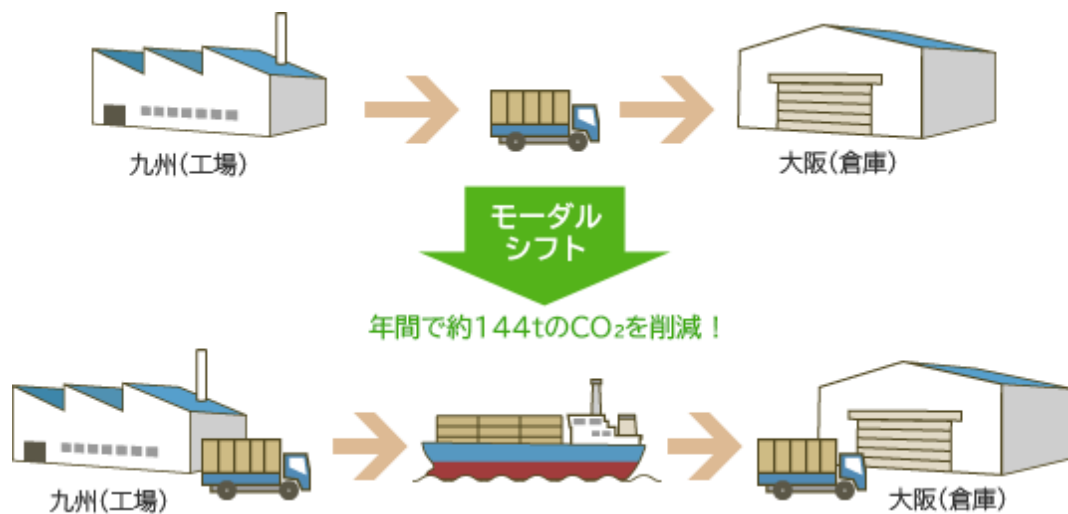 九州(工場)
大阪(倉庫)
モーダル
シフト
年間で約144tのCO₂を削減！
九州(工場)
大阪(倉庫)